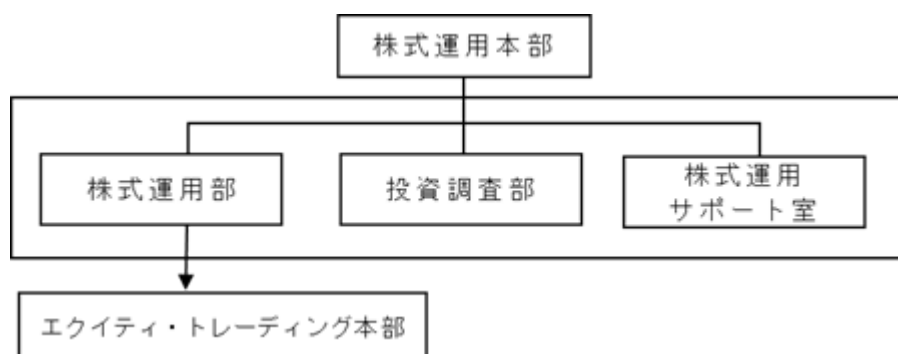 株式運用本部
株式運用部
投資調査部
株式運用
サポート室
エクイティ・トレーディング本部